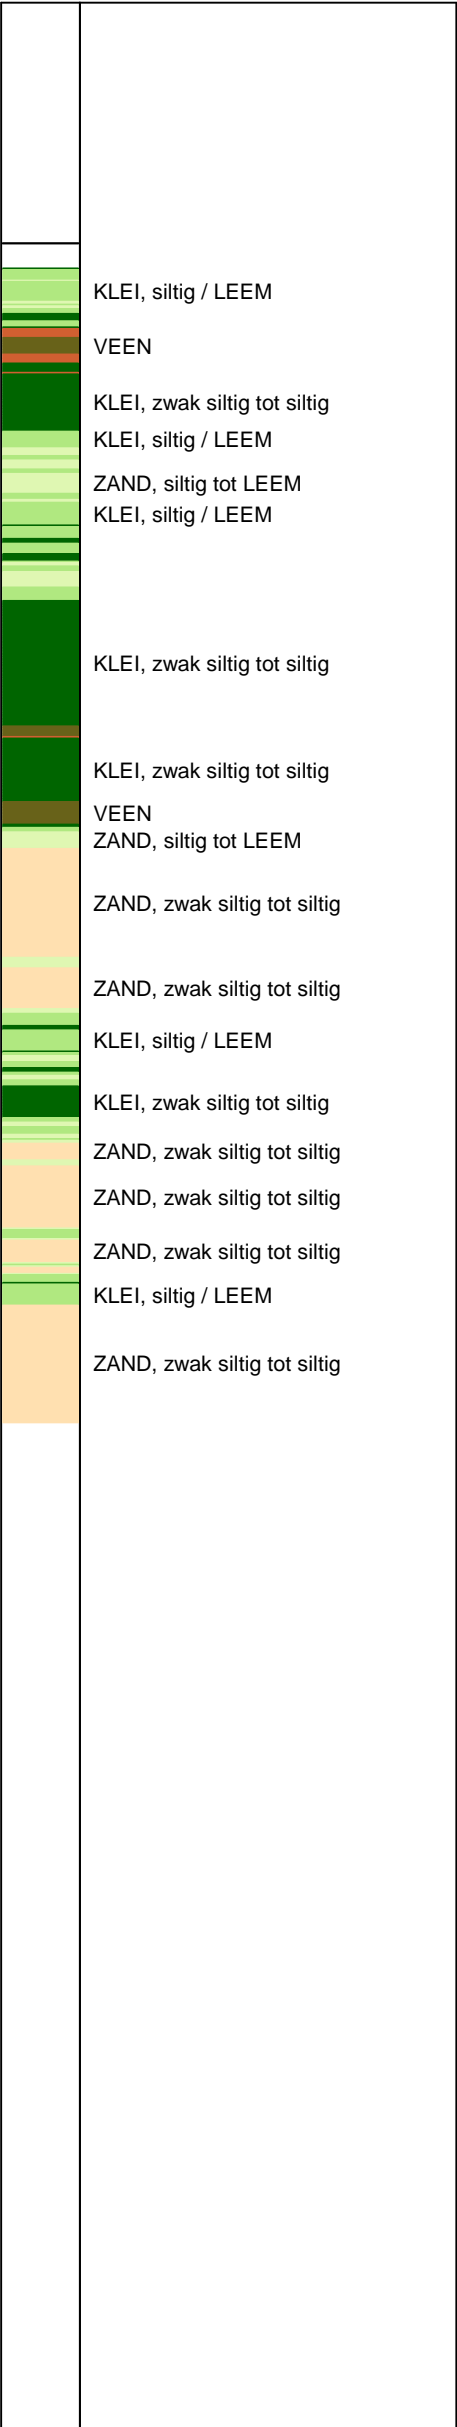 KLEI, siltig / LEEM
VEEN
KLEI, zwak siltig tot siltig
KLEI, siltig / LEEM
ZAND, siltig tot LEEM
KLEI, siltig / LEEM
KLEI, zwak siltig tot siltig
KLEI, zwak siltig tot siltig
VEEN
ZAND, siltig tot LEEM
ZAND, zwak siltig tot siltig
ZAND, zwak siltig tot siltig
KLEI, siltig / LEEM
KLEI, zwak siltig tot siltig
ZAND, zwak siltig tot siltig
ZAND, zwak siltig tot siltig
ZAND, zwak siltig tot siltig
KLEI, siltig / LEEM
ZAND, zwak siltig tot siltig